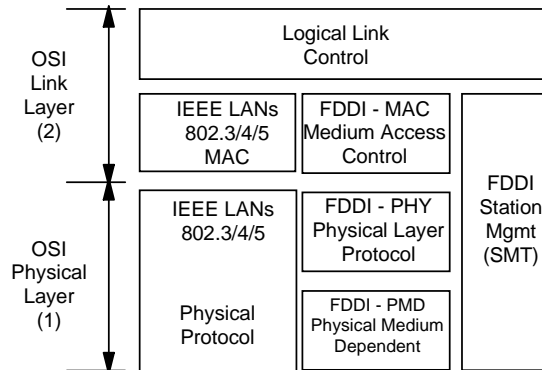 OSI
Link
Layer
(2)
Logical Link
Control
IEEE LANs
802.3/4/5
MAC
FDDI - MAC
Medium Access
Control
FDDI
Station
Mgmt
(SMT)
OSI
Physical
Layer
(1)
IEEE LANs
802.3/4/5
Physical
Protocol
FDDI - PHY
Physical Layer
Protocol
FDDI - PMD
Physical Medium
Dependent